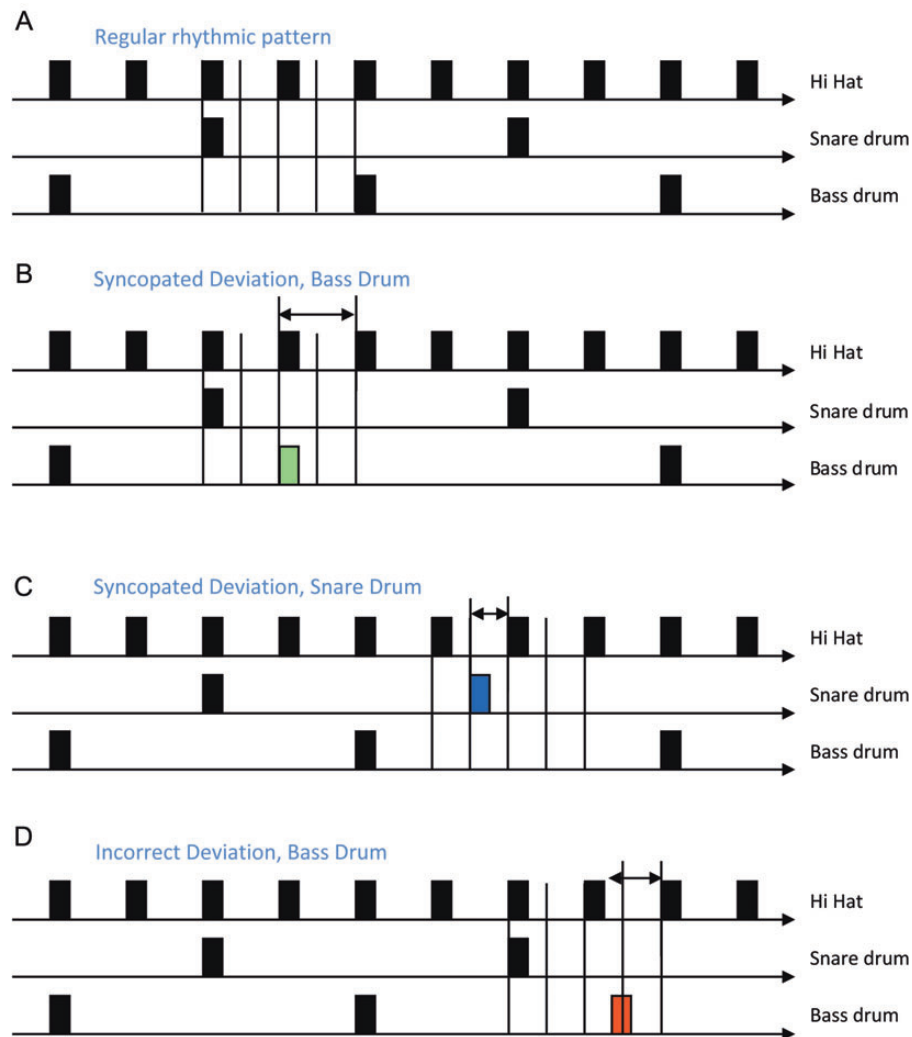 A
Regular rhythmic pattern
Hi Hat
Snare drum
Bass drum
B
Syncopated Deviation, Bass Drum
Hi Hat
Snare drum
Bass drum
C
Syncopated Deviation, Snare Drum
Hi Hat
Snare drum
Bass drum
D
Incorrect Deviation, Bass Drum
Hi Hat
Snare drum
Bass drum